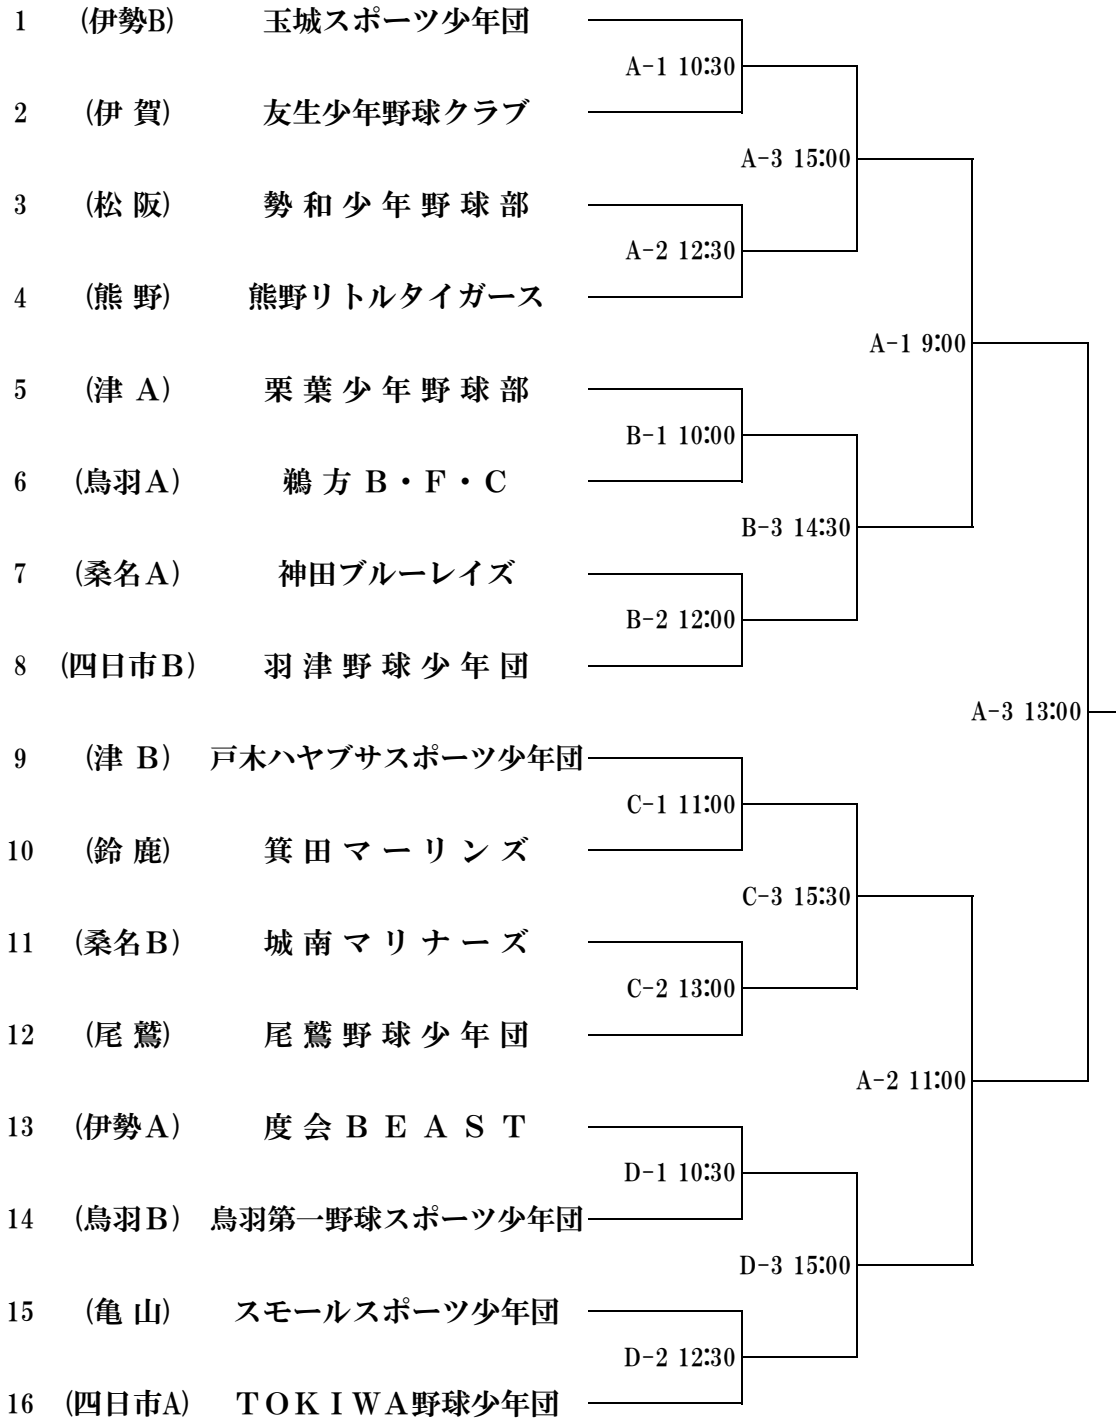 1 (伊勢B) 玉城スポーツ少年団
A-1 10:30
2 (伊 賀) 友生少年野球クラブ
A-3 15:00
3 (松 阪) 勢和少年野球部
A-2 12:30
4 (熊 野) 熊野リトルタイガース
A-1 9:00
5 (津 A) 栗葉少年野球部
B-1 10:00
6 (鳥羽A) 鵜方B・F・C
B-3 14:30
7 (桑名A) 神田ブルーレイズ
B-2 12:00
8 (四日市B) 羽津野球少年団
A-3 13:00
9 (津 B) 戸木ハヤブサスポーツ少年団
C-1 11:00
10 (鈴 鹿) 箕田マーリンズ
C-3 15:30
11 (桑名B) 城南マリナーズ
C-2 13:00
12 (尾 鷲) 尾鷲野球少年団
A-2 11:00
13 (伊勢A) 度会BEAST
D-1 10:30
14 (鳥羽B) 鳥羽第一野球スポーツ少年団
D-3 15:00
15 (亀 山) スモールスポーツ少年団
D-2 12:30
16 (四日市A) TOKIWA野球少年団